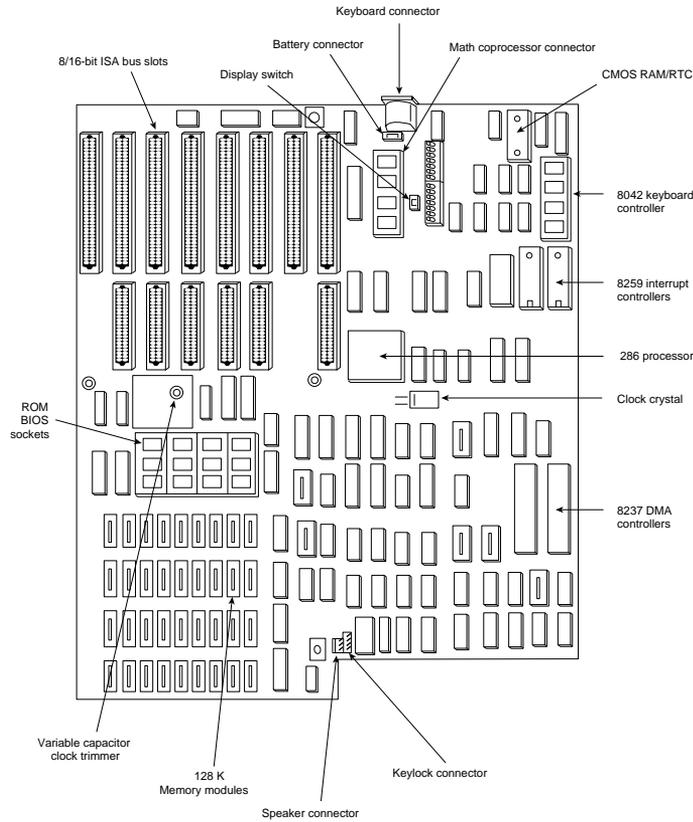 Keyboard connector
Battery connector
Math coprocessor connector
8/16-bit ISA bus slots
Display switch
CMOS RAM/RTC
8042 keyboard
controller
8259 interrupt
controllers
286 processor
Clock crystal
ROM
BIOS
sockets
8237 DMA
controllers
Variable capacitor
clock trimmer
128 K
Memory modules
Keylock connector
Speaker connector